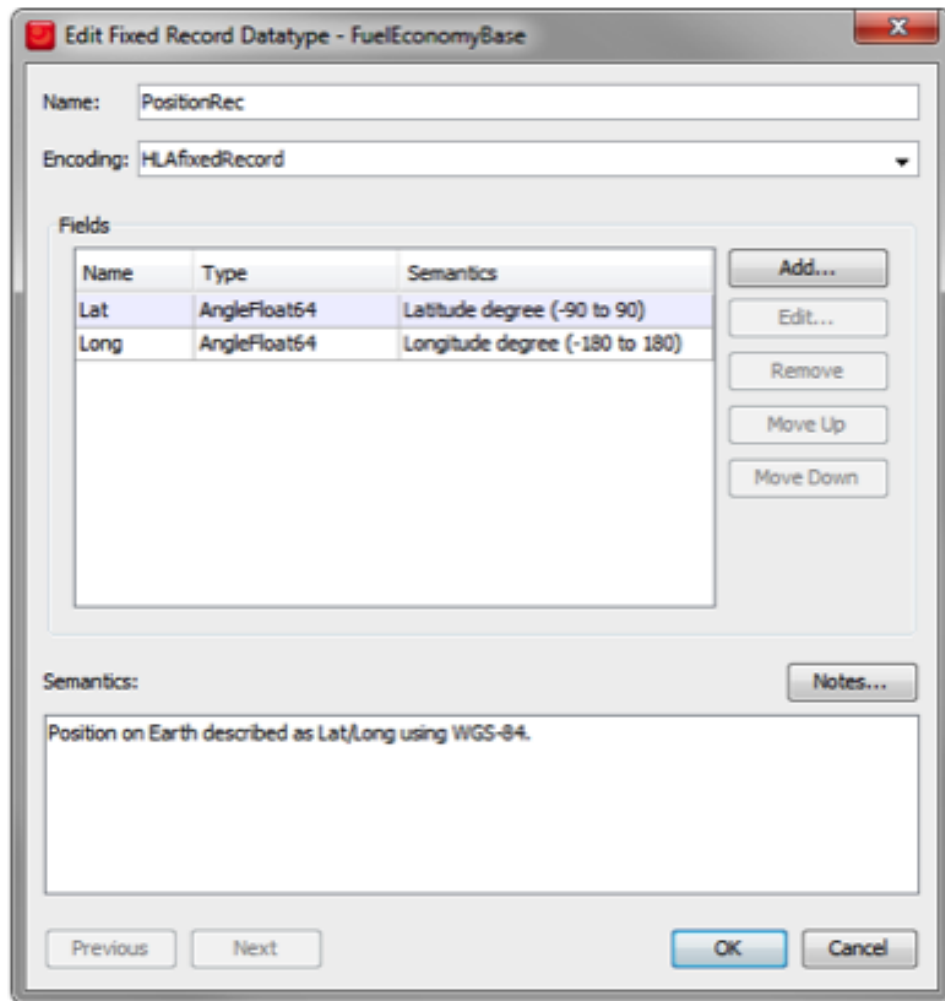 Edit Fixed Record Datatype - FuelEconomyBase
Name: PositionRec
Encoding: HLAfixedRecord
Fields
Name Type Semantics
Lat AngleFloat64 Latitude degree (-90 to 90)
Long AngleFloat64 Longitude degree (-180 to 180)
Add...
Edit...
Remove
Move Up
Move Down
Semantics:
Notes...
Position on Earth described as Lat/Long using WGS-84.
Previous Next OK Cancel